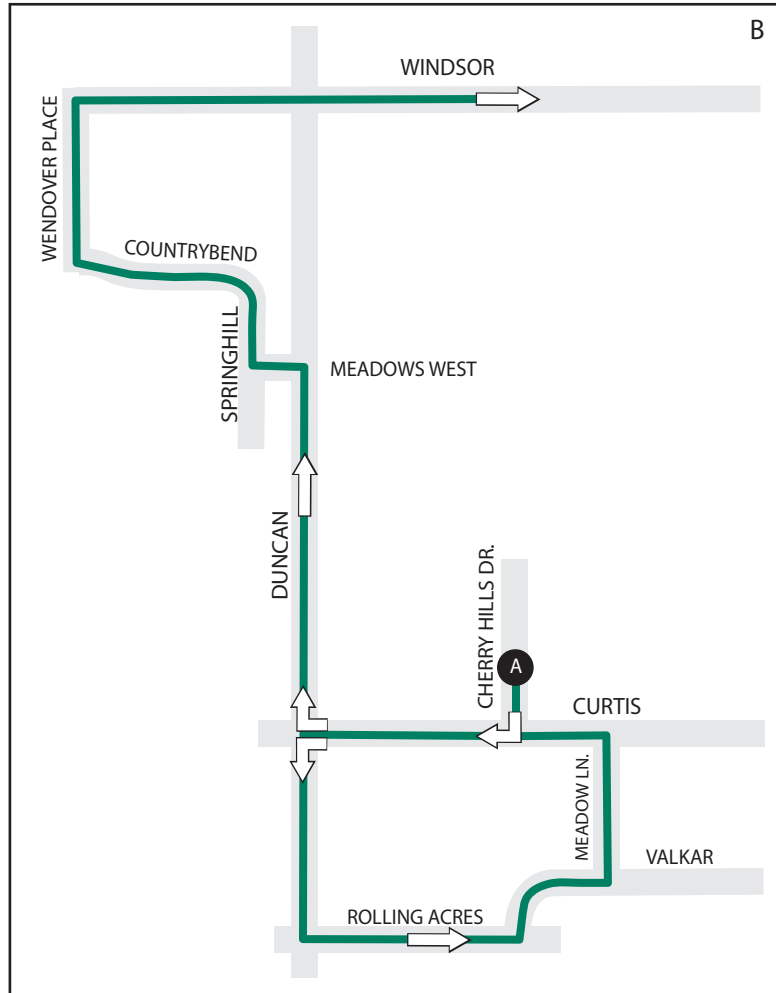 B
WINDSOR
WENDOVER PLACE
COUNTRYBEND
SPRINGHILL
MEADOWS WEST
DUNCAN
CHERRY HILLS DR.
A
CURTIS
MEADOW LN.
VALKAR
ROLLING ACRES